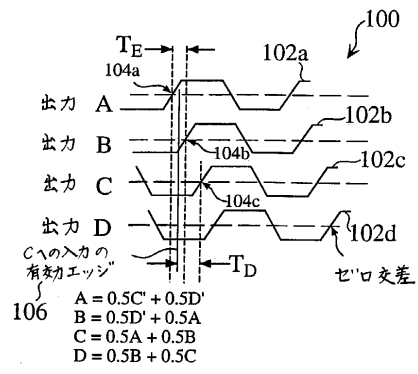 100
T_E
104a
102a
出力 A
102b
出力 B
104b
102c
出力 C
104c
出力 D
102d
Cへの入力の
有効エッジ
T_D
ゼロ交差
106
A = 0.5C' + 0.5D'
B = 0.5D' + 0.5A
C = 0.5A + 0.5B
D = 0.5B + 0.5C